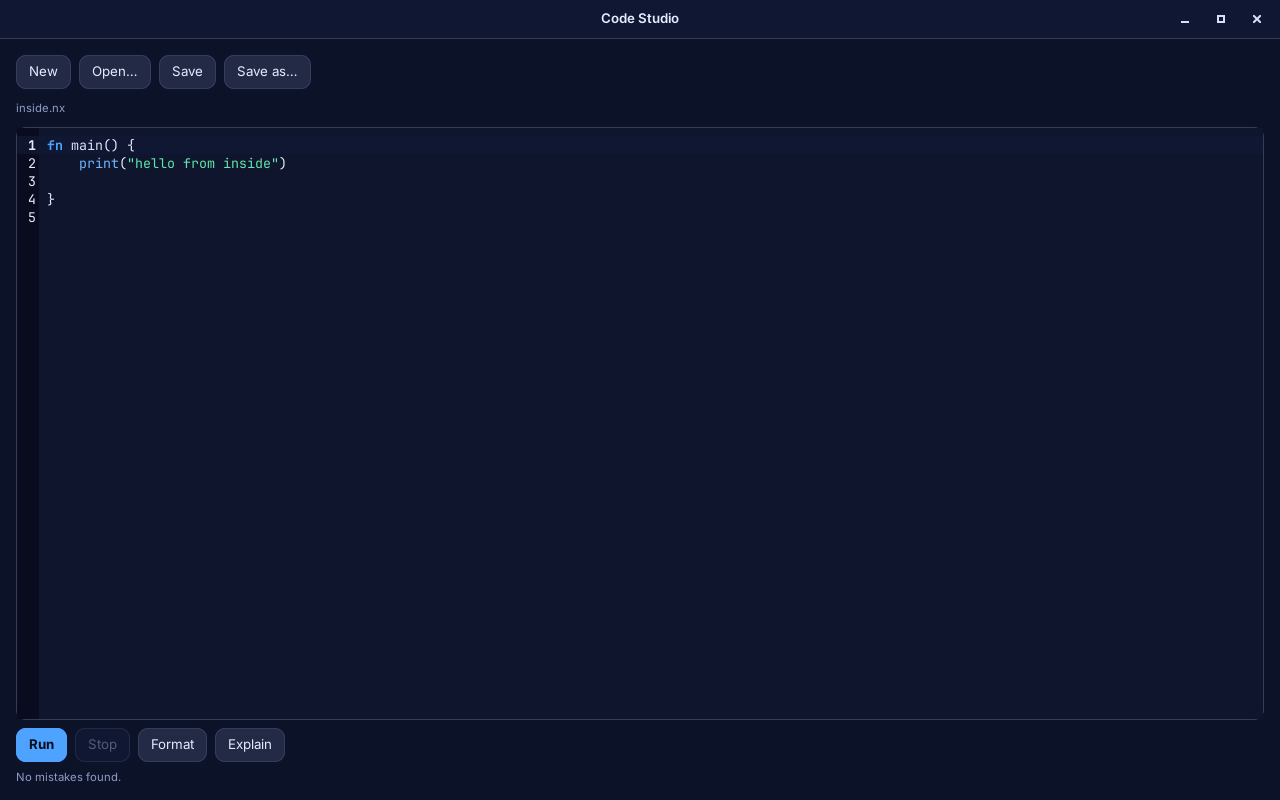 Code Studio
New Open... Save Save as...
inside.nx
1 fn main() {
2     print("hello from inside")
3
4 }
5
Run Stop Format Explain
No mistakes found.